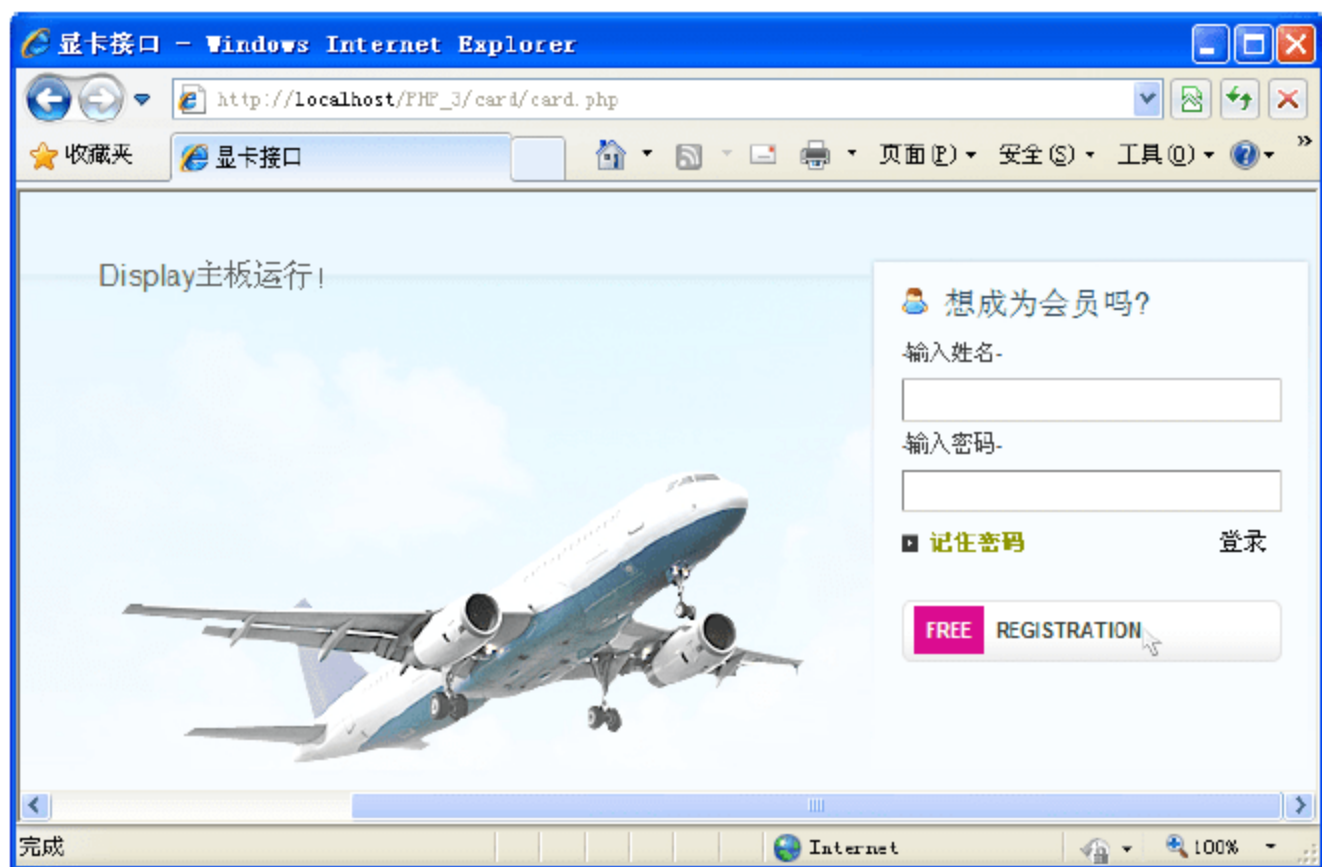 显卡接口 - Windows Internet Explorer
http://localhost/PHP_3/card/card.php
收藏夹
显卡接口
页面(P)
安全(S)
工具(O)
Display主板运行!
想成为会员吗?
-输入姓名-
-输入密码-
记住密码
登录
FREE REGISTRATION
完成
Internet
100%